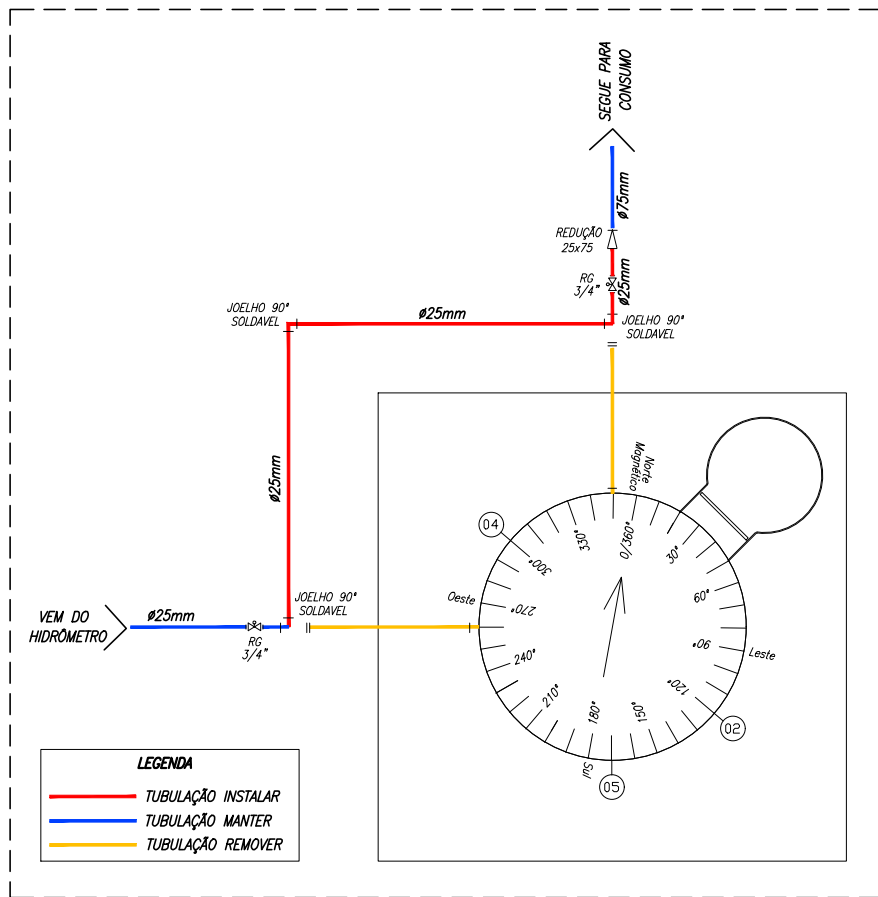 SEGUE PARA
CONSUMO
ø75mm
REDUÇÃO
25x75
RG
3/4"
ø25mm
JOELHO 90°
SOLDAVEL
ø25mm
JOELHO 90°
SOLDAVEL
ø25mm
Norte
Magnético
04
0/360°
30°
60°
90°
120°
150°
180°
210°
240°
270°
300°
330°
Oeste
Leste
Sul
02
05
JOELHO 90°
SOLDAVEL
VEM DO
HIDRÔMETRO
ø25mm
RG
3/4"
LEGENDA
TUBULAÇÃO INSTALAR
TUBULAÇÃO MANTER
TUBULAÇÃO REMOVER